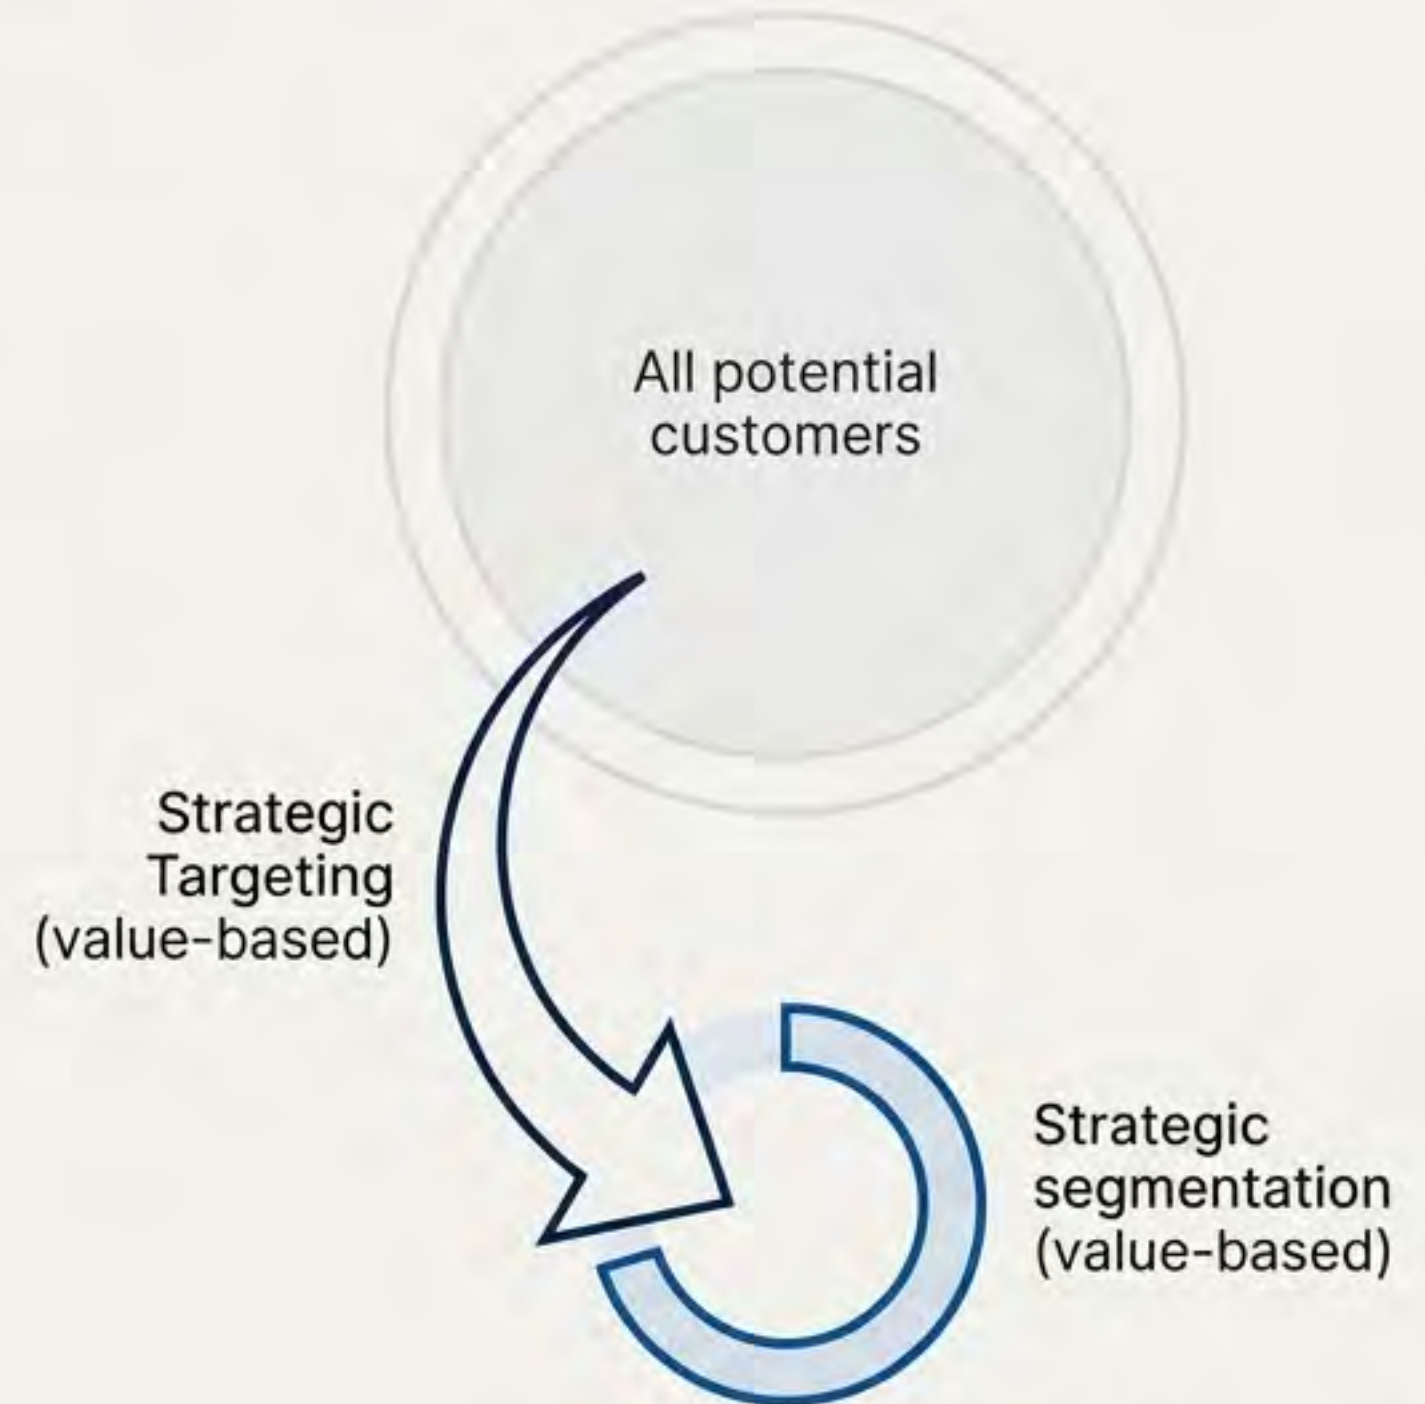 All potential
customers
Strategic
Targeting
(value-based)
Strategic
segmentation
(value-based)